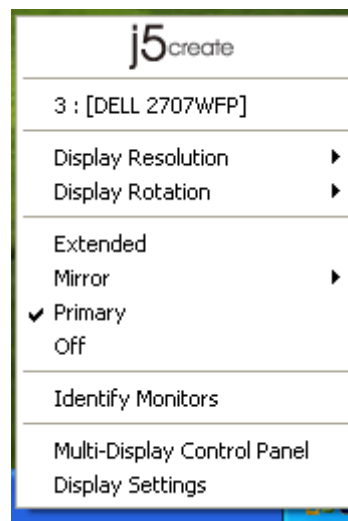 j5create
3 : [DELL 2707WFP]
Display Resolution
Display Rotation
Extended
Mirror
Primary
Off
Identify Monitors
Multi-Display Control Panel
Display Settings